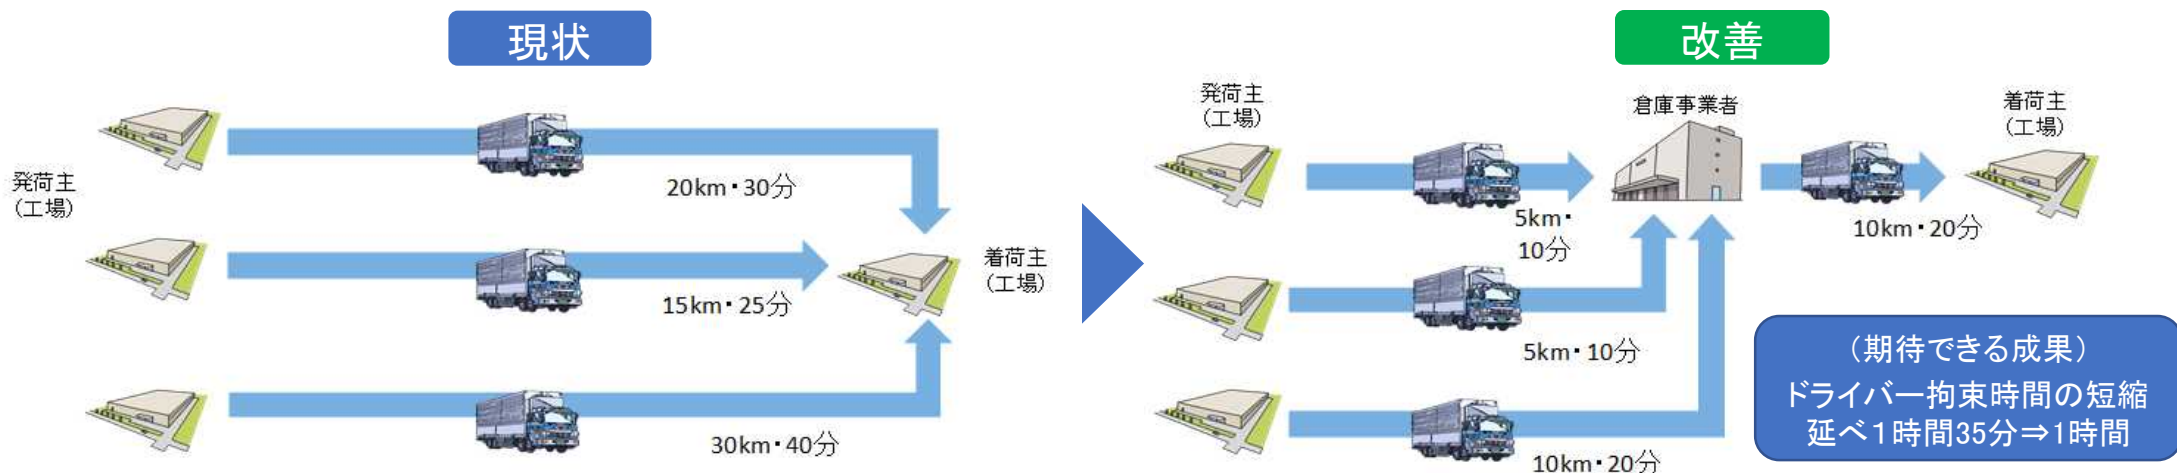 現状
発荷主
(工場)
20km・30分
15km・25分
30km・40分
着荷主
(工場)
改善
発荷主
(工場)
倉庫事業者
着荷主
(工場)
5km・
10分
10km・20分
5km・10分
10km・20分
（期待できる成果）
ドライバー拘束時間の短縮
延べ１時間35分⇒1時間